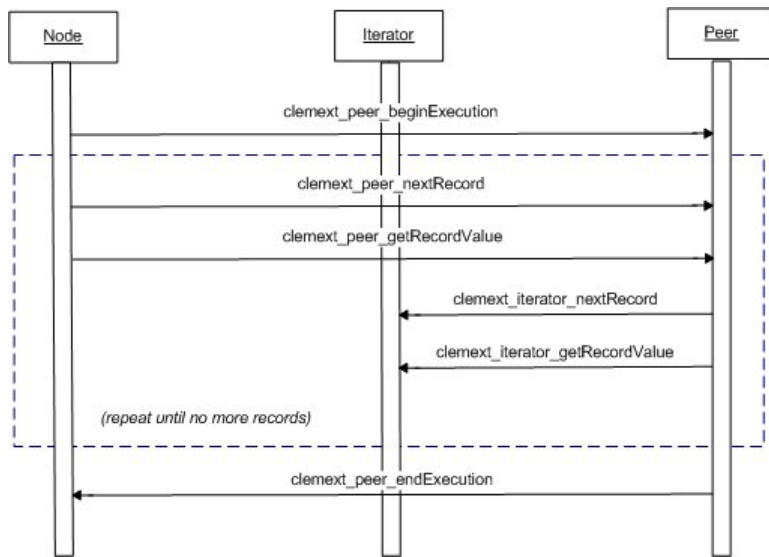 Node
Iterator
Peer
clemext_peer_beginExecution
clemext_peer_nextRecord
clemext_peer_getRecordValue
clemext_iterator_nextRecord
clemext_iterator_getRecordValue
(repeat until no more records)
clemext_peer_endExecution